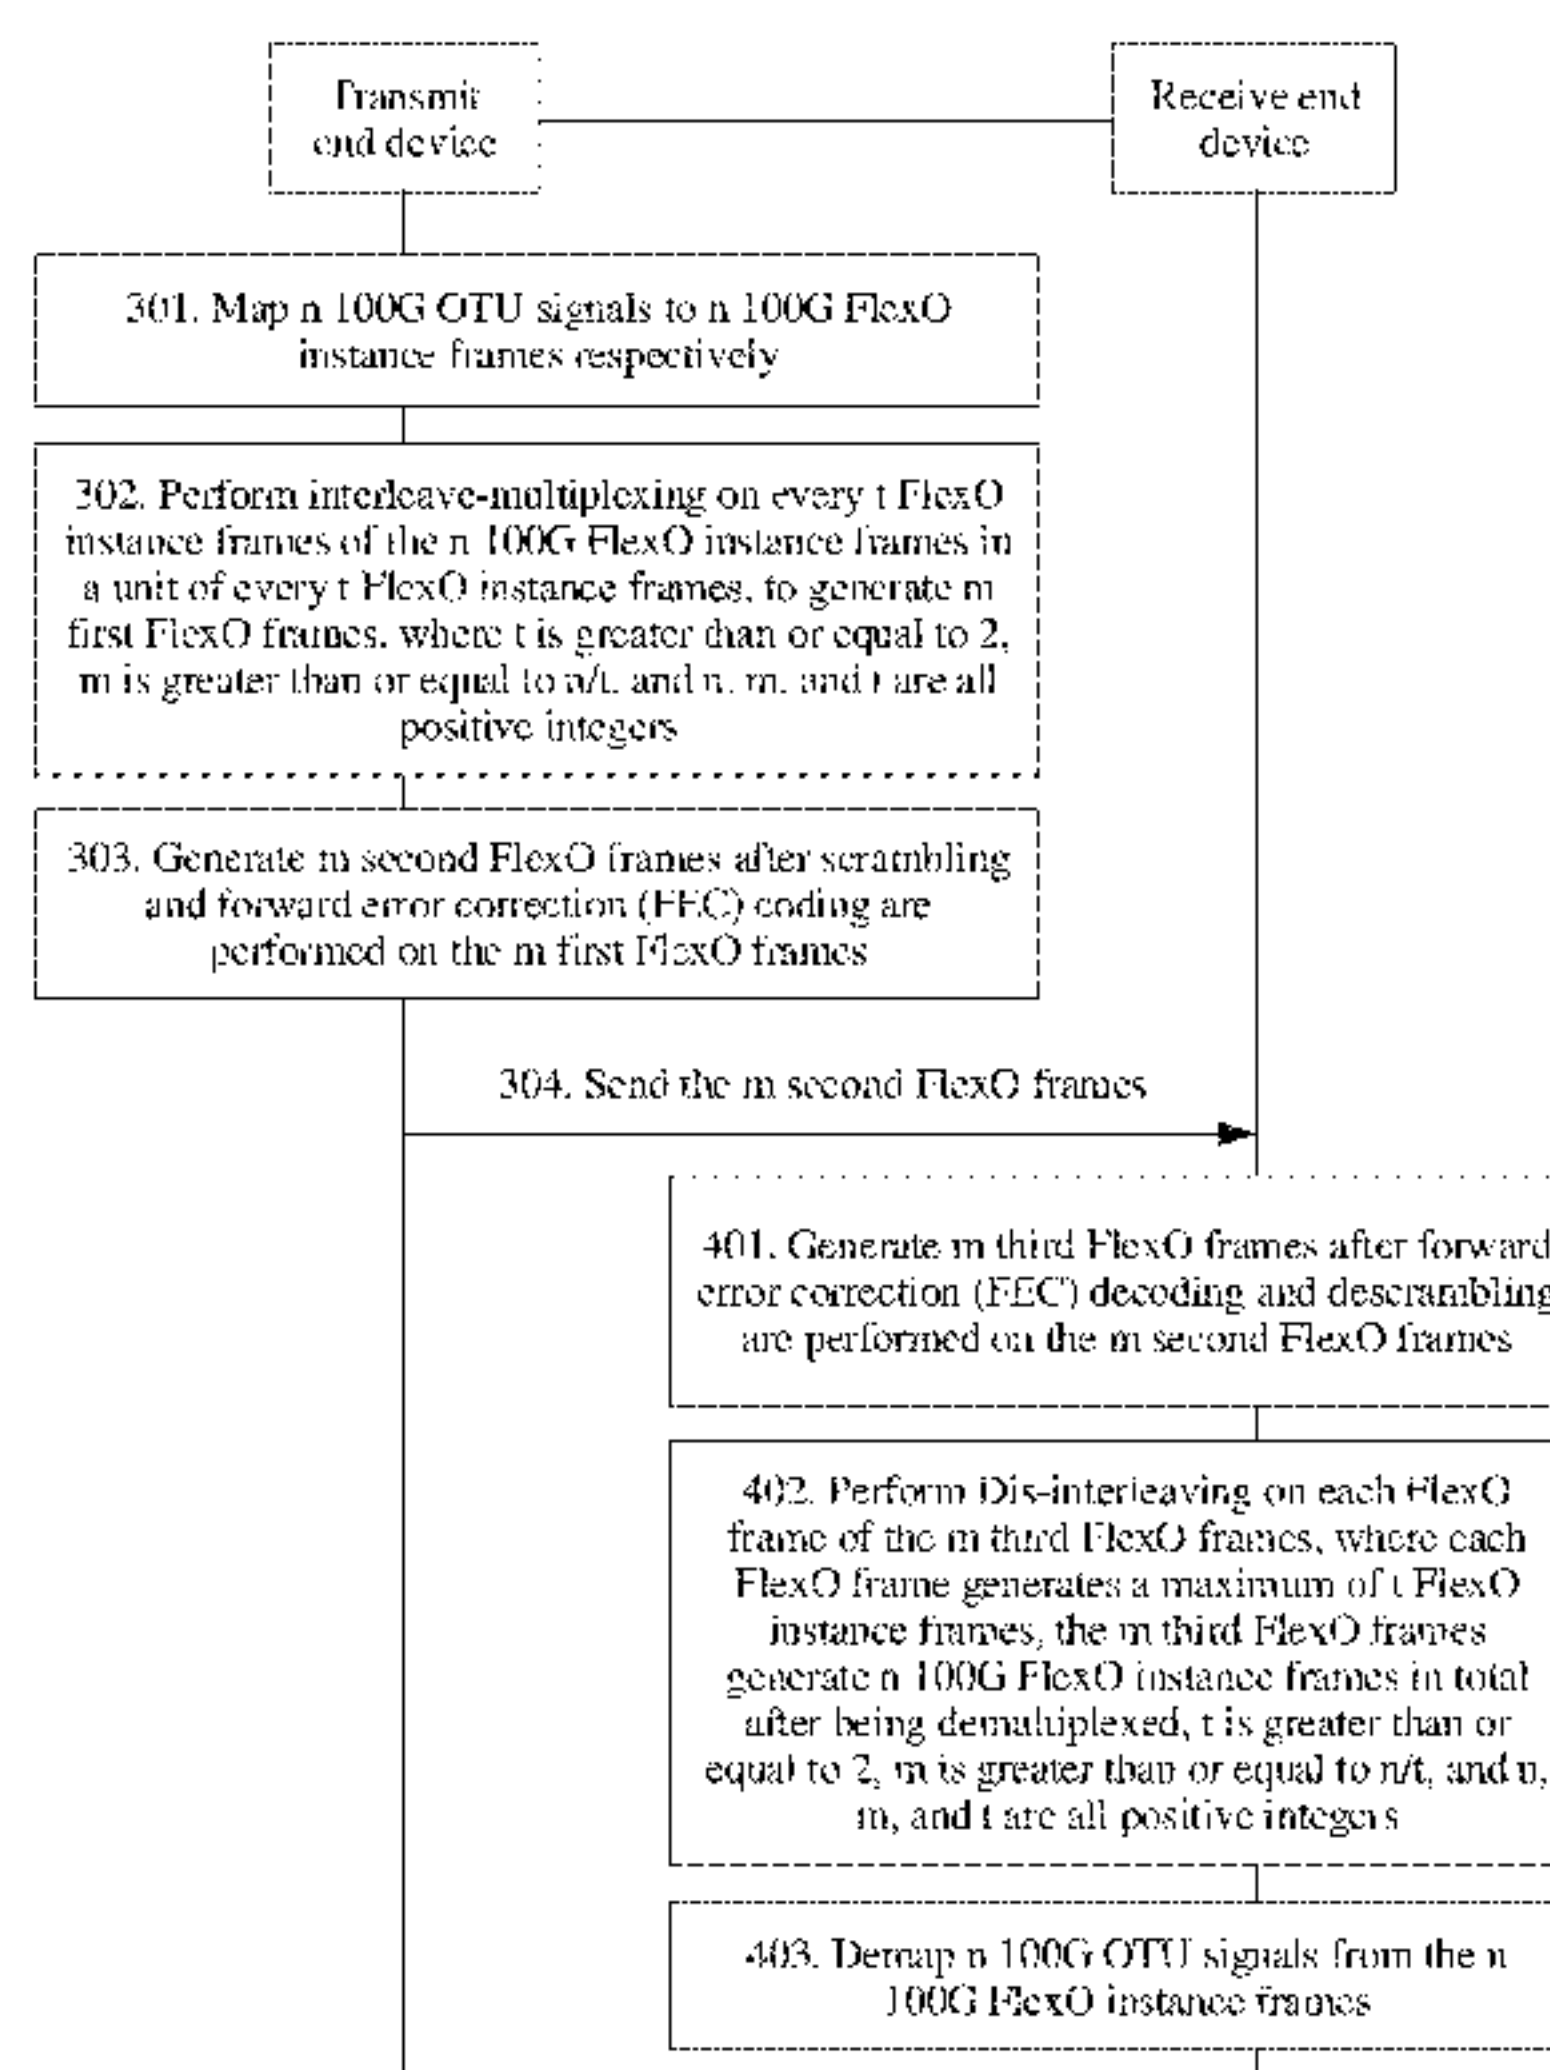 Transmit
end device
Receive end
device
301. Map n 100G OTU signals to n 100G FlexO
instance frames respectively
302. Perform interleave-multiplexing on every t FlexO
instance frames of the n 100G FlexO instance frames in
a unit of every t FlexO instance frames, to generate m
first FlexO frames, where t is greater than or equal to 2,
m is greater than or equal to n/t, and n, m, and t are all
positive integers
303. Generate m second FlexO frames after scrambling
and forward error correction (FEC) coding are
performed on the m first FlexO frames
304. Send the m second FlexO frames
401. Generate m third FlexO frames after forward
error correction (FEC) decoding and descrambling
are performed on the m second FlexO frames
402. Perform Dis-interleaving on each FlexO
frame of the m third FlexO frames, where each
FlexO frame generates a maximum of t FlexO
instance frames, the m third FlexO frames
generate n 100G FlexO instance frames in total
after being demultiplexed, t is greater than or
equal to 2, m is greater than or equal to n/t, and n,
m, and t are all positive integers
403. Demap n 100G OTU signals from the n
100G FlexO instance frames